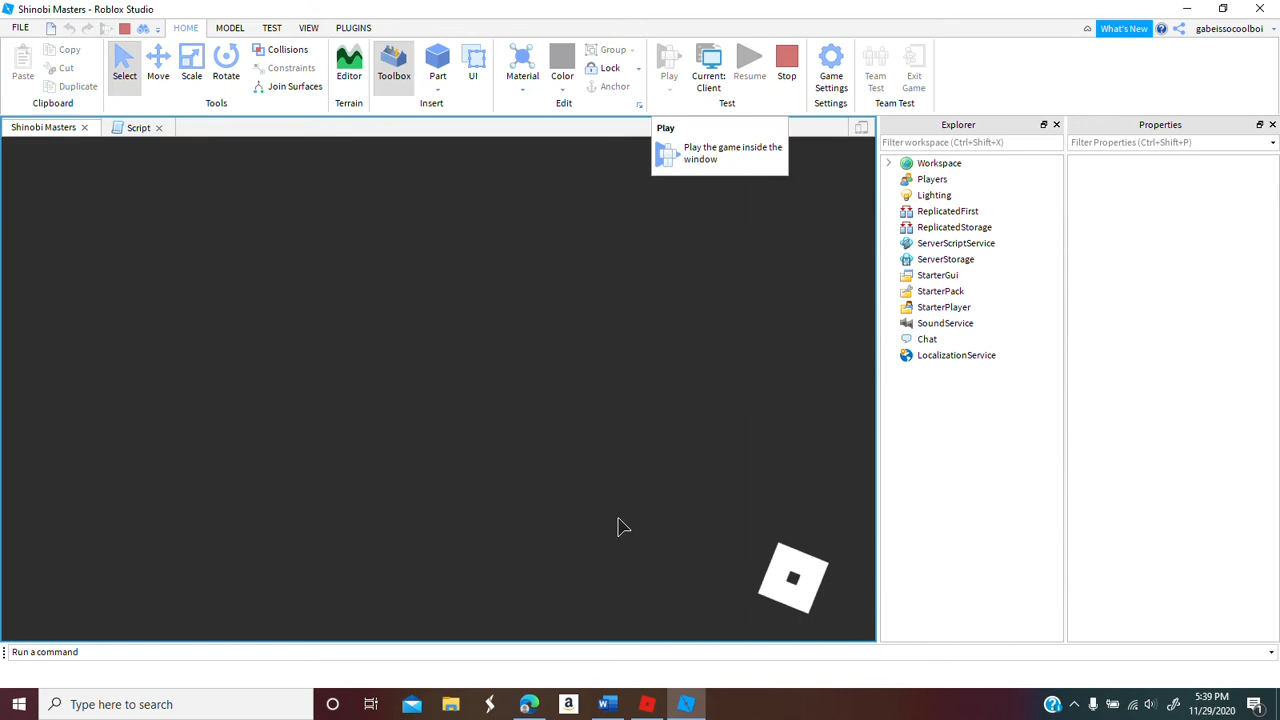 Shinobi Masters - Roblox Studio
FILE HOME MODEL TEST VIEW PLUGINS What's New gabeissocoolboi
Paste Copy Cut Duplicate
Clipboard
Select Move Scale Rotate Collisions Constraints Join Surfaces
Tools
Editor
Terrain
Toolbox Part UI
Insert
Material Color Group Lock Anchor
Edit
Play Current: Client Resume Stop
Test
Game Settings
Settings
Team Test Exit Game
Team Test
Shinobi Masters Script
Play
Play the game inside the
window
Explorer
Filter workspace (Ctrl+Shift+X)
Workspace
Players
Lighting
ReplicatedFirst
ReplicatedStorage
ServerScriptService
ServerStorage
StarterGui
StarterPack
StarterPlayer
SoundService
Chat
LocalizationService
Properties
Filter Properties (Ctrl+Shift+P)
Run a command
Type here to search
5:39 PM
11/29/2020